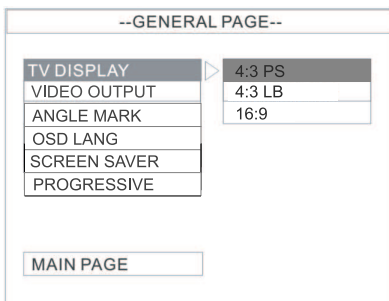 --GENERAL PAGE--
TV DISPLAY
4:3 PS
VIDEO OUTPUT
4:3 LB
ANGLE MARK
16:9
OSD LANG
SCREEN SAVER
PROGRESSIVE
MAIN PAGE